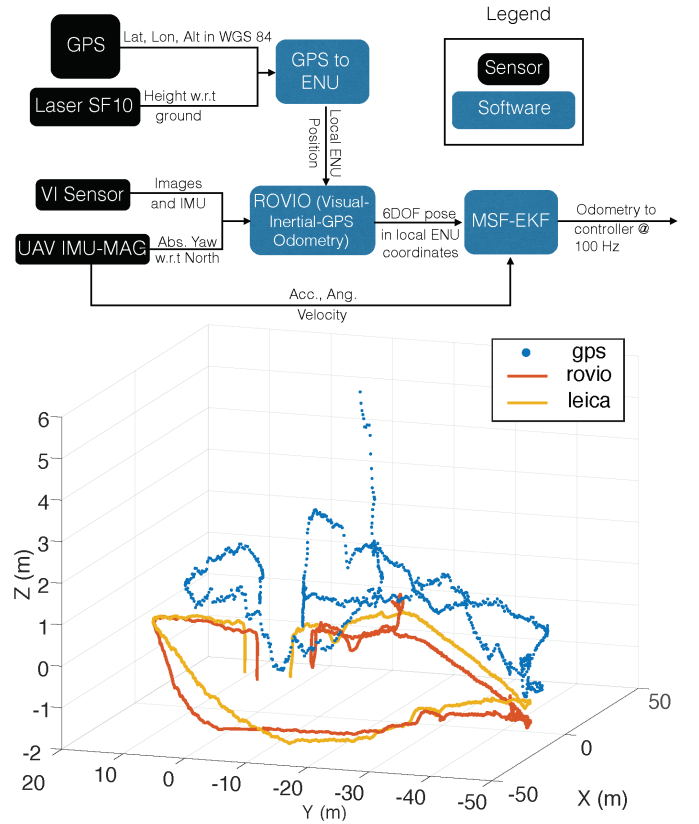 Legend
GPS
Lat, Lon, Alt in WGS 84
GPS to
ENU
Sensor
Laser SF10
Height w.r.t
ground
Software
Local ENU
Position
VI Sensor
Images
and IMU
ROVIO (Visual-
Inertial-GPS
Odometry)
6DOF pose
in local ENU
coordinates
MSF-EKF
Odometry to
controller @
100 Hz
UAV IMU-MAG
Abs. Yaw
w.r.t North
Acc., Ang.
Velocity
gps
rovio
leica
6
5
4
3
2
1
0
-1
-2
Z (m)
20
10
0
-10
-20
-30
-40
-50
Y (m)
-50
0
50
X (m)